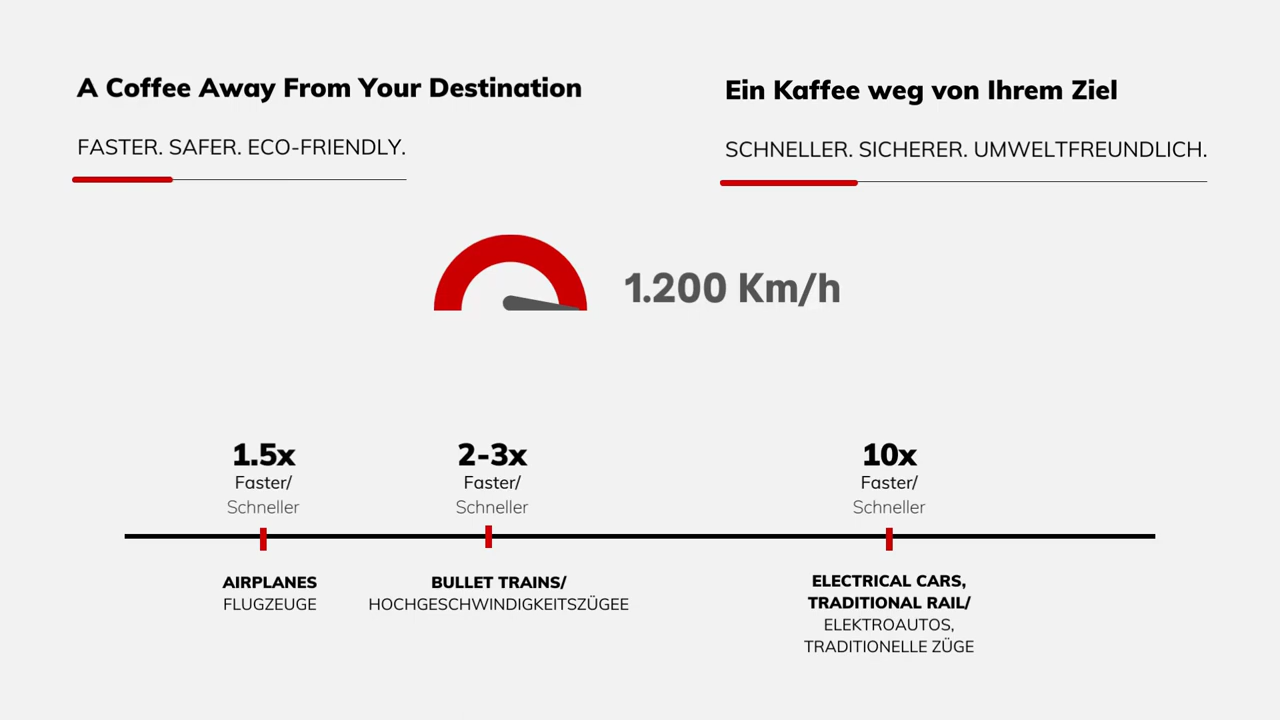 A Coffee Away From Your Destination
FASTER. SAFER. ECO-FRIENDLY.
Ein Kaffee weg von Ihrem Ziel
SCHNELLER. SICHERER. UMWELTFREUNDLICH.
1.200 Km/h
1.5x
Faster/
Schneller
AIRPLANES
FLUGZEUGE
2-3x
Faster/
Schneller
BULLET TRAINS/
HOCHGESCHWINDIGKEITSZÜGEE
10x
Faster/
Schneller
ELECTRICAL CARS,
TRADITIONAL RAIL/
ELEKTROAUTOS,
TRADITIONELLE ZÜGE